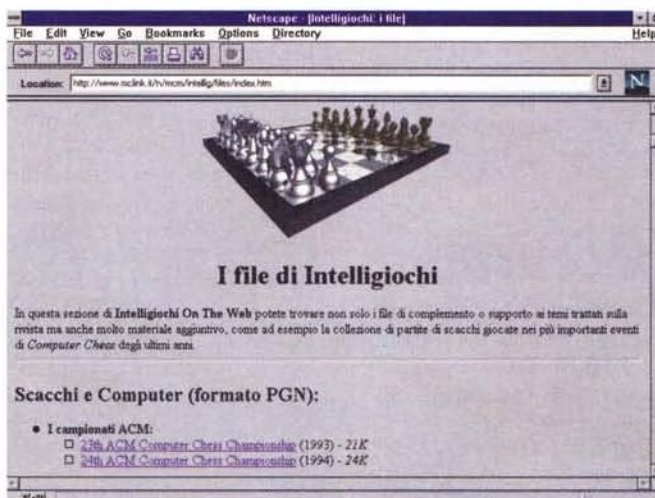 Netscape - [Intelligiochi: i file]
File Edit View Go Bookmarks Options Directory Help
Location: http://www.mclink.it/n/mcm/intellig/files/index.htm
N
I file di Intelligiochi
In questa sezione di Intelligiochi On The Web potete trovare non solo i file di complemento o supporto ai temi trattati sulla
rivista ma anche molto materiale aggiuntivo, come ad esempio la collezione di partite di scacchi giocate nei più importanti eventi
di Computer Chess degli ultimi anni.
Scacchi e Computer (formato PGN):
• I campionati ACM:
23th ACM Computer Chess Championship (1993) - 21K
24th ACM Computer Chess Championship (1994) - 24K